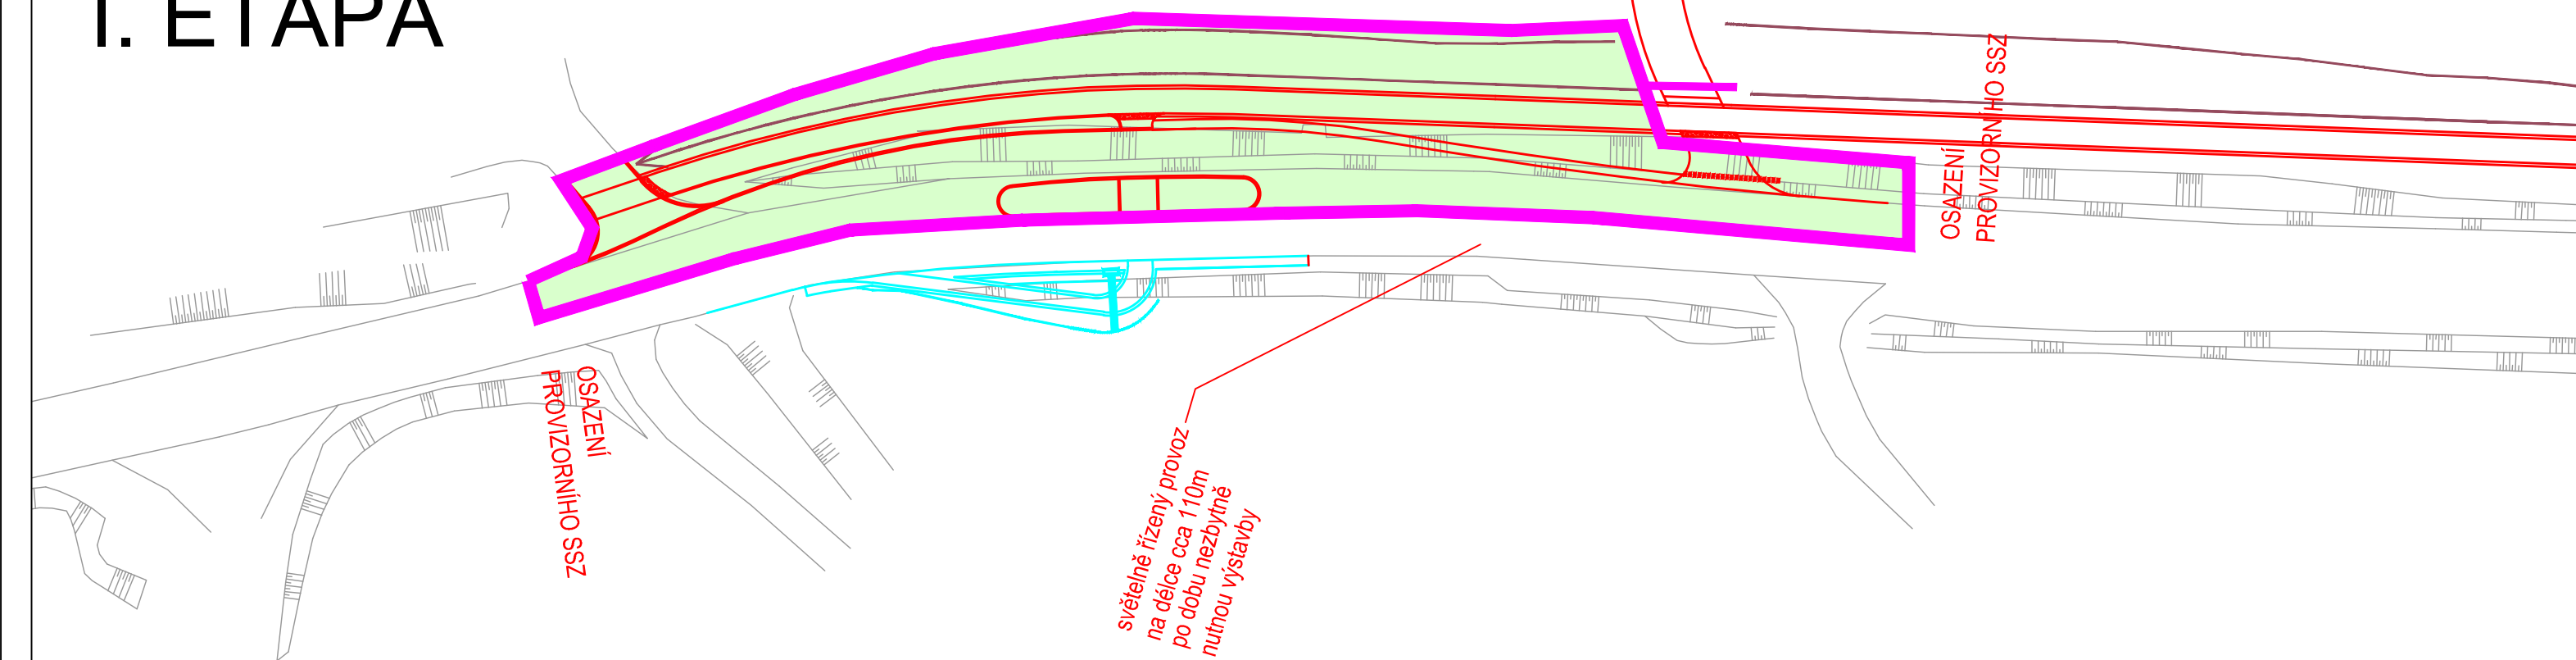 I. ETAPA
OSAZENÍ
PROVIZORNÍHO SSZ
OSAZENÍ
PROVIZORNÍHO SSZ
světelně řízený provoz
na délce cca 110m
po dobu nezbytně
nutnou výstavby